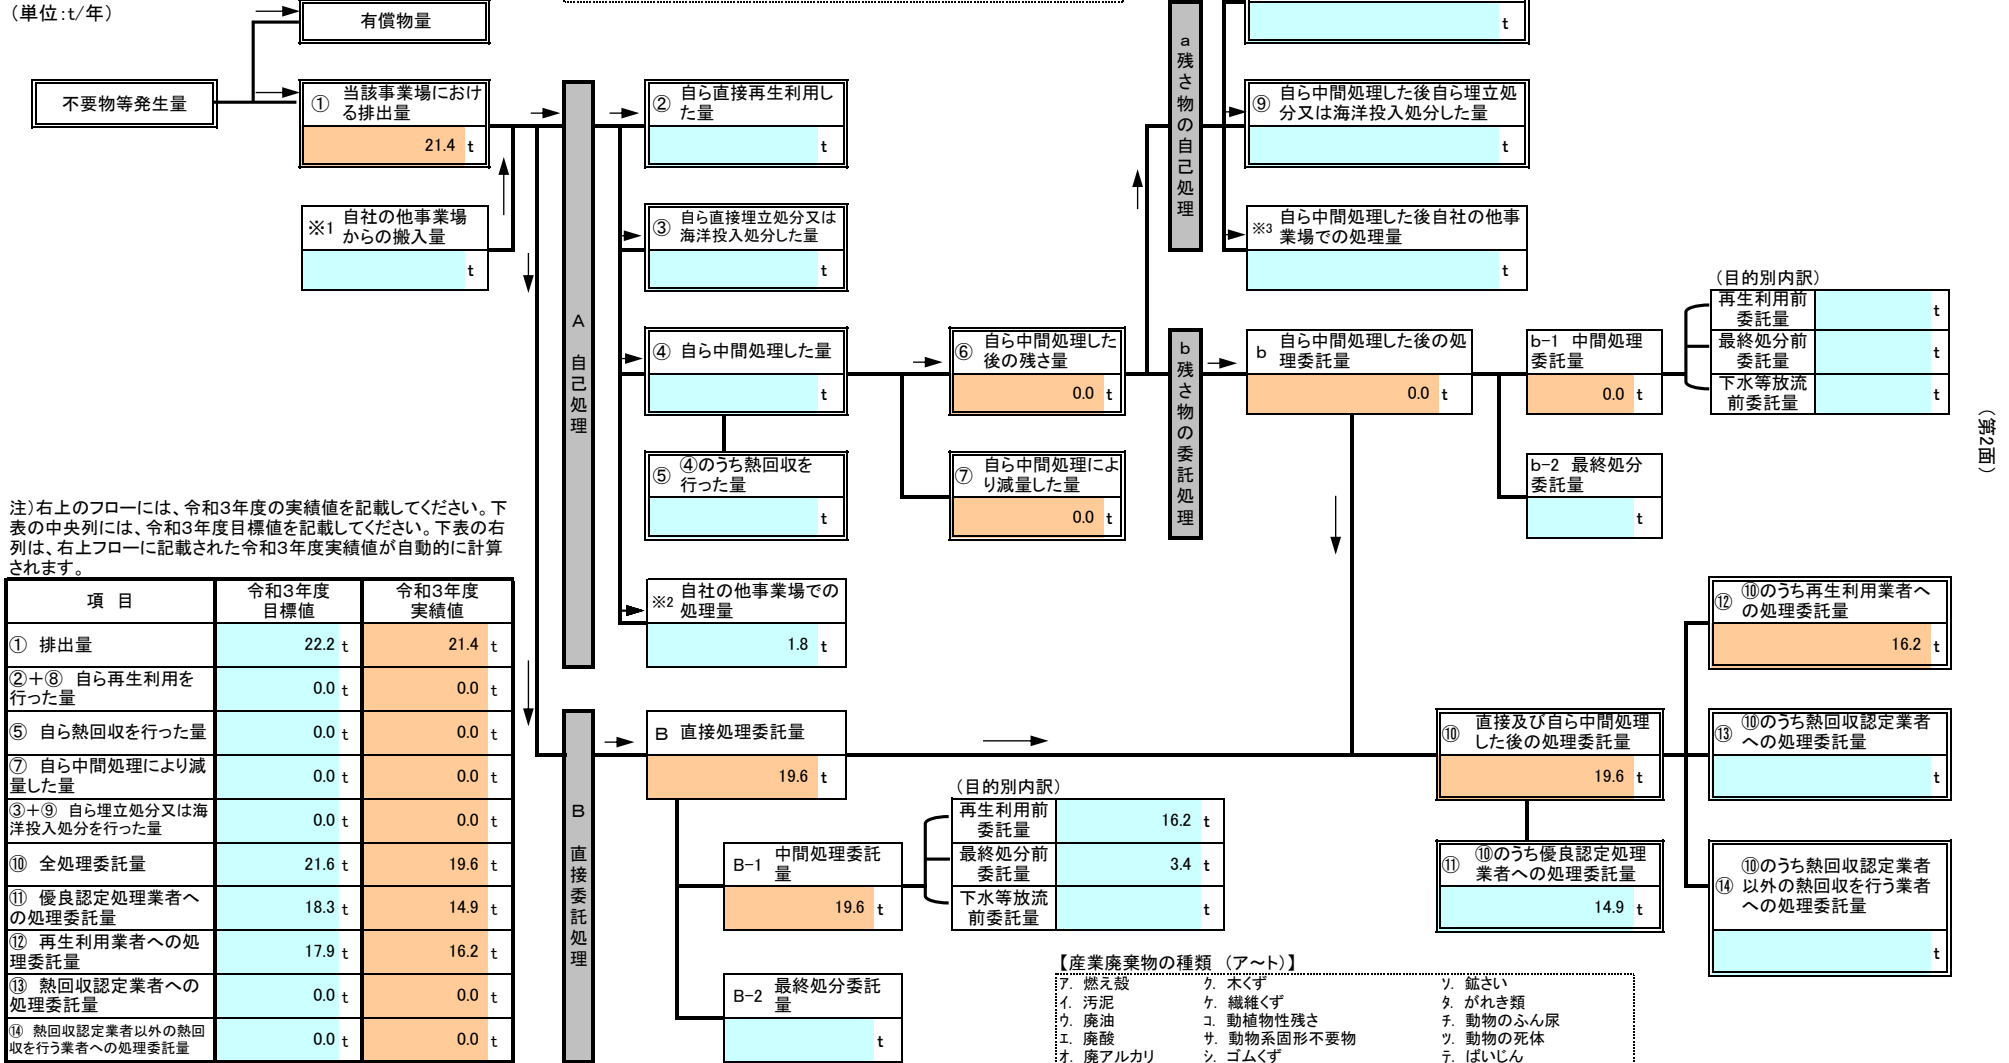 （単位：t/年）
有償物量
不要物等発生量
① 当該事業場におけ
る排出量
21.4 t
※1 自社の他事業場
からの搬入量
t
A 自己処理
② 自ら直接再生利用し
た量
t
③ 自ら直接埋立処分又は
海洋投入処分した量
t
④ 自ら中間処理した量
t
⑤ ④のうち熱回収を
行った量
t
※2 自社の他事業場での
処理量
1.8 t
⑥ 自ら中間処理した
後の残さ量
0.0 t
⑦ 自ら中間処理によ
り減量した量
0.0 t
a 残さ物の自己処理
t
⑨ 自ら中間処理した後自ら埋立処
分又は海洋投入処分した量
t
※3 自ら中間処理した後自社の他事
業場での処理量
t
b 残さ物の委託処理
b 自ら中間処理した後の処
理委託量
0.0 t
b-1 中間処理
委託量
0.0 t
b-2 最終処分
委託量
t
（目的別内訳）
再生利用前
委託量 t
最終処分前
委託量 t
下水等放流
前委託量 t
（第2面）
注）右上のフローには、令和3年度の実績値を記載してください。下
表の中央列には、令和3年度目標値を記載してください。下表の右
列は、右上フローに記載された令和3年度実績値が自動的に計算
されます。
項 目 令和3年度 目標値 令和3年度 実績値
① 排出量 22.2 t 21.4 t
②＋⑧ 自ら再生利用を
行った量 0.0 t 0.0 t
⑤ 自ら熱回収を行った量 0.0 t 0.0 t
⑦ 自ら中間処理により減
量した量 0.0 t 0.0 t
③＋⑨ 自ら埋立処分又は海
洋投入処分を行った量 0.0 t 0.0 t
⑩ 全処理委託量 21.6 t 19.6 t
⑪ 優良認定処理業者へ
の処理委託量 18.3 t 14.9 t
⑫ 再生利用業者への処
理委託量 17.9 t 16.2 t
⑬ 熱回収認定業者への
処理委託量 0.0 t 0.0 t
⑭ 熱回収認定業者以外の熱回
収を行う業者への処理委託量 0.0 t 0.0 t
B 直接委託処理
B 直接処理委託量
19.6 t
B-1 中間処理委託
量
19.6 t
B-2 最終処分委託
量
t
（目的別内訳）
再生利用前
委託量 16.2 t
最終処分前
委託量 3.4 t
下水等放流
前委託量 t
⑩ 直接及び自ら中間処理
した後の処理委託量
19.6 t
⑪ ⑩のうち優良認定処理
業者への処理委託量
14.9 t
⑫ ⑩のうち再生利用業者へ
の処理委託量
16.2 t
⑬ ⑩のうち熱回収認定業者
への処理委託量
t
⑭ ⑩のうち熱回収認定業者
以外の熱回収を行う業者
への処理委託量
t
【産業廃棄物の種類 （ア～ト）】
ア. 燃え殻 ク. 木くず ソ. 鉱さい
イ. 汚泥 ケ. 繊維くず タ. がれき類
ウ. 廃油 コ. 動植物性残さ チ. 動物のふん尿
エ. 廃酸 サ. 動物系固形不要物 ツ. 動物の死体
オ. 廃アルカリ シ. ゴムくず テ. ばいじん